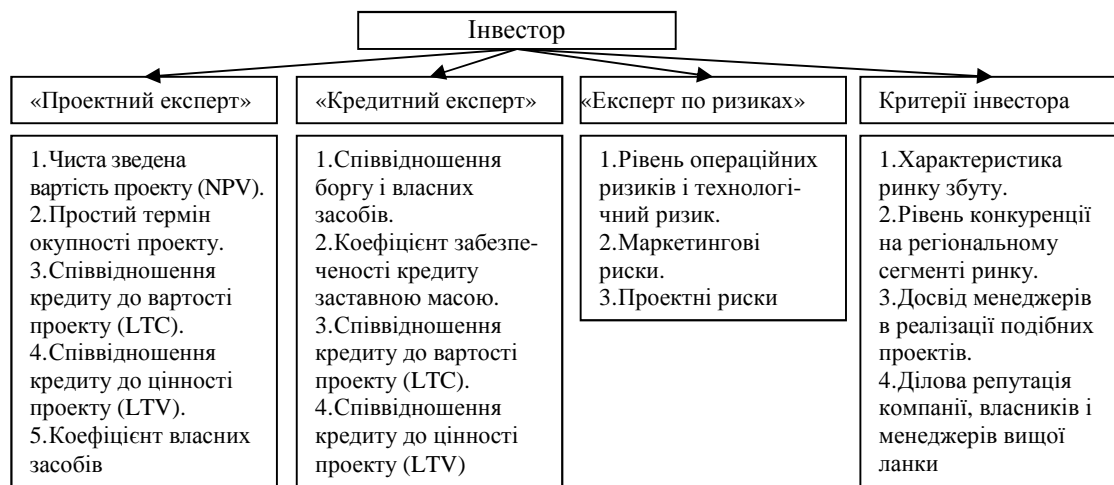 Інвестор
«Проектний експерт»
1.Чиста зведена
вартість проекту (NPV).
2.Простий термін
окупності проекту.
3.Співвідношення
кредиту до вартості
проекту (LTC).
4.Співвідношення
кредиту до цінності
проекту (LTV).
5.Коефіцієнт власних
засобів
«Кредитний експерт»
1.Співвідношення
боргу і власних
засобів.
2.Коефіцієнт забезпе-
ченості кредиту
заставною масою.
3.Співвідношення
кредиту до вартості
проекту (LTC).
4.Співвідношення
кредиту до цінності
проекту (LTV)
«Експерт по ризиках»
1.Рівень операційних
ризиків і технологі-
чний ризик.
2.Маркетингові
риски.
3.Проектні риски
Критерії інвестора
1.Характеристика
ринку збуту.
2.Рівень конкуренції
на регіональному
сегменті ринку.
3.Досвід менеджерів
в реалізації подібних
проектів.
4.Ділова репутація
компанії, власників і
менеджерів вищої
ланки